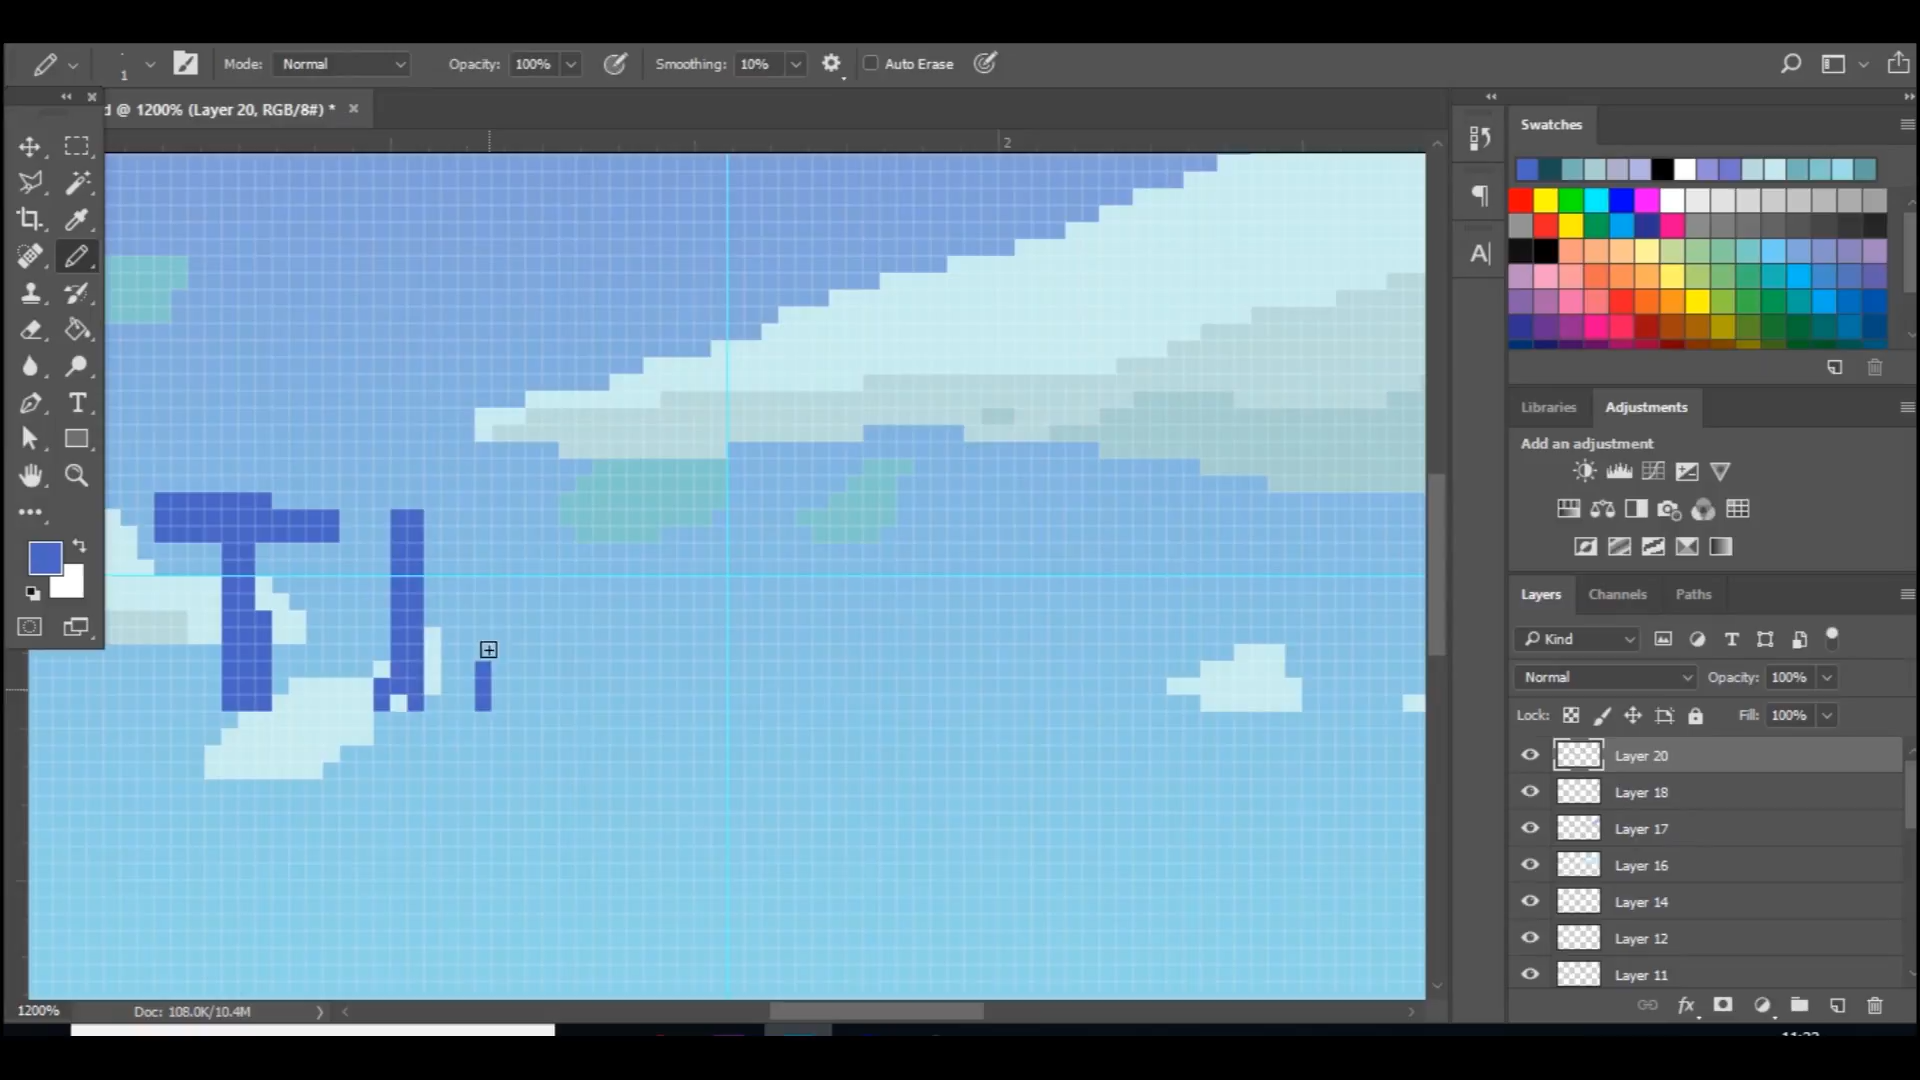 1
Mode: Normal
Opacity: 100%
Smoothing: 10%
Auto Erase
d @ 1200% (Layer 20, RGB/8#) *
2
Swatches
Libraries
Adjustments
Add an adjustment
Layers
Channels
Paths
Kind
Normal
Opacity: 100%
Lock:
Fill: 100%
Layer 20
Layer 18
Layer 17
Layer 16
Layer 14
Layer 12
Layer 11
1200%
Doc: 108.0K/10.4M